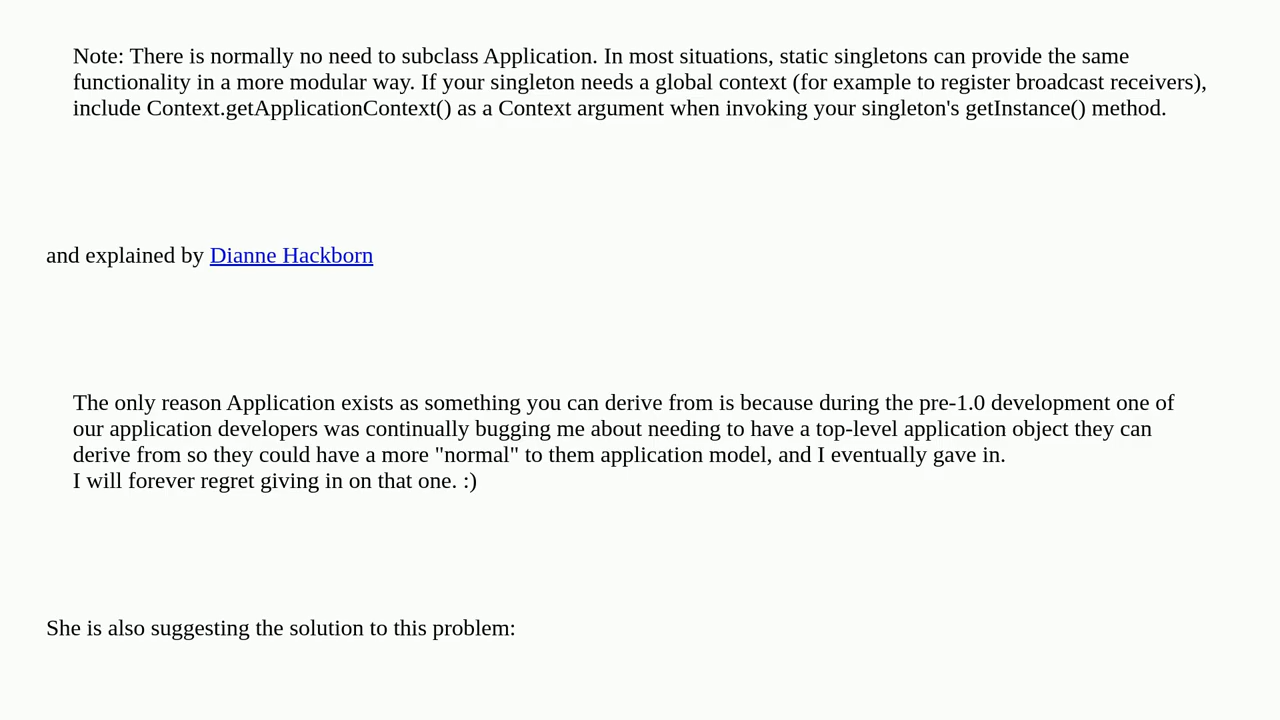 Note: There is normally no need to subclass Application. In most situations, static singletons can provide the same
functionality in a more modular way. If your singleton needs a global context (for example to register broadcast receivers),
include Context.getApplicationContext() as a Context argument when invoking your singleton's getInstance() method.
and explained by Dianne Hackborn
The only reason Application exists as something you can derive from is because during the pre-1.0 development one of
our application developers was continually bugging me about needing to have a top-level application object they can
derive from so they could have a more "normal" to them application model, and I eventually gave in.
I will forever regret giving in on that one. :)
She is also suggesting the solution to this problem: